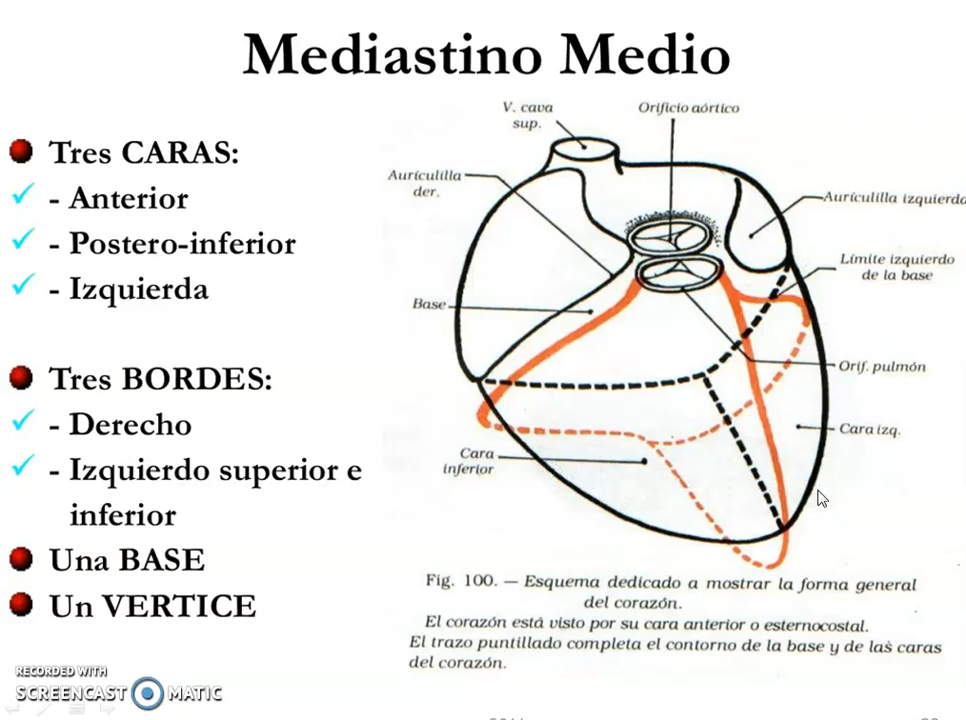 Mediastino Medio
Tres CARAS:
- Anterior
- Postero-inferior
- Izquierda
Tres BORDES:
- Derecho
- Izquierdo superior e
inferior
Una BASE
Un VERTICE
V. cava
sup.
Orificio aórtico
Auriculilla
der.
Auriculilla izquierda
Límite izquierdo
de la base
Base
Orif. pulmón
Cara izq.
Cara
inferior
Fig. 100. — Esquema dedicado a mostrar la forma general
del corazón.
El corazón está visto por su cara anterior o esternocostal.
El trazo puntillado completa el contorno de la base y de las caras
del corazón.
RECORDED WITH
SCREENCAST MATIC